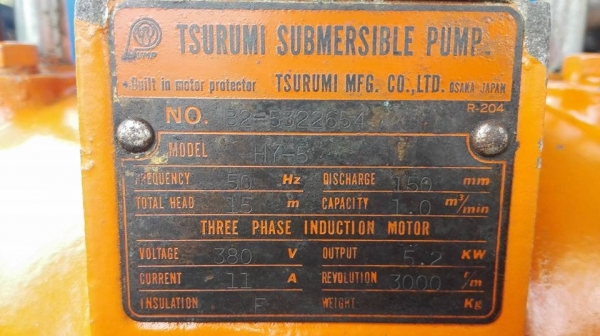 TSURUMI SUBMERSIBLE PUMP
Built in motor protector TSURUMI MFG. CO.,LTD. OSAKA JAPAN
R-204
NO.
MODEL HY-5
FREQUENCY 50 Hz DISCHARGE 150 mm
TOTAL HEAD 15 m CAPACITY 1.0 m³/min
THREE PHASE INDUCTION MOTOR
VOLTAGE 380 V OUTPUT 5.2 KW
CURRENT 11 A REVOLUTION 3000 r/m
INSULATION E WEIGHT Kg